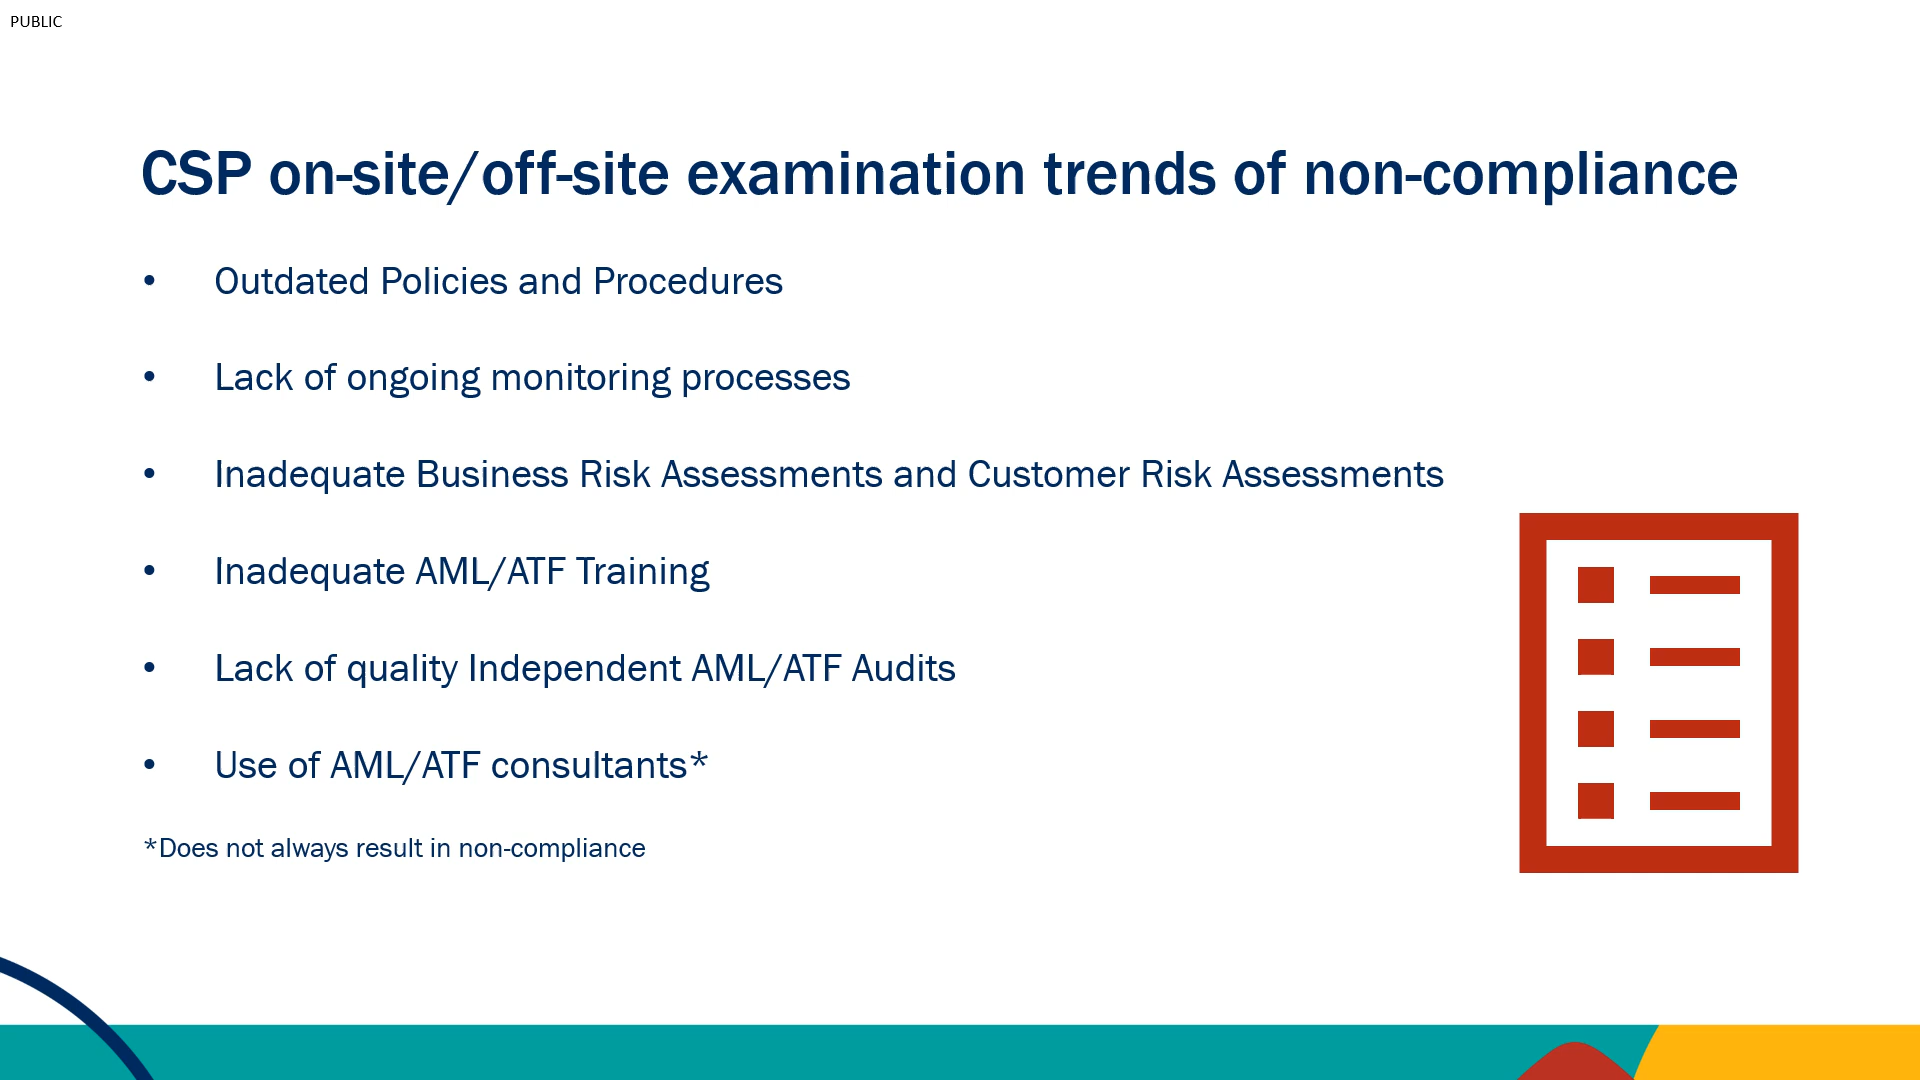 PUBLIC
CSP on-site/off-site examination trends of non-compliance
• Outdated Policies and Procedures
• Lack of ongoing monitoring processes
• Inadequate Business Risk Assessments and Customer Risk Assessments
• Inadequate AML/ATF Training
• Lack of quality Independent AML/ATF Audits
• Use of AML/ATF consultants*
*Does not always result in non-compliance